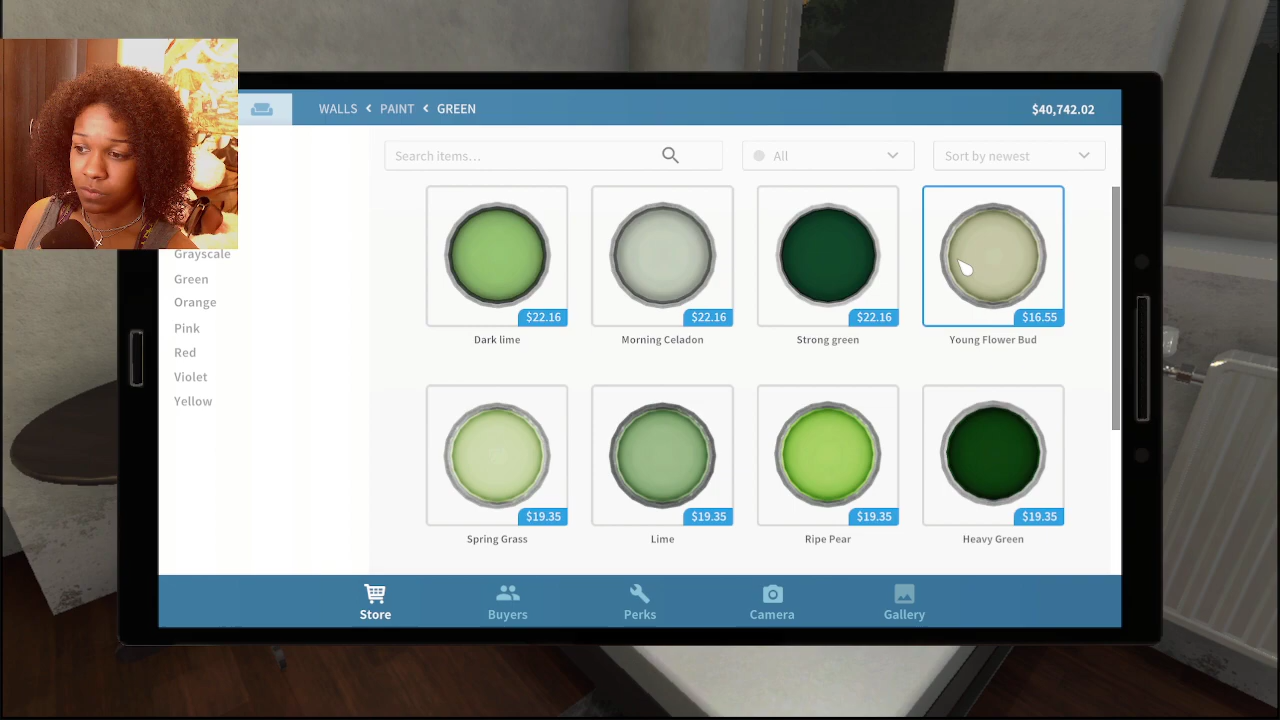 WALLS < PAINT < GREEN
$40,742.02
Search items...
All
Sort by newest
Grayscale
Green
Orange
Pink
Red
Violet
Yellow
$22.16
$22.16
$22.16
$16.55
Dark lime
Morning Celadon
Strong green
Young Flower Bud
$19.35
$19.35
$19.35
$19.35
Spring Grass
Lime
Ripe Pear
Heavy Green
Store
Buyers
Perks
Camera
Gallery